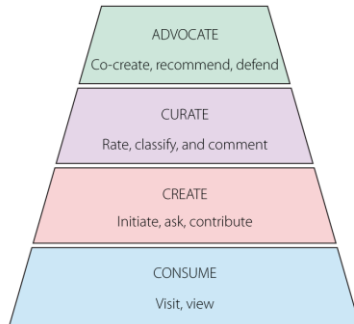 ADVOCATE
Co-create, recommend, defend
CURATE
Rate, classify, and comment
CREATE
Initiate, ask, contribute
CONSUME
Visit, view